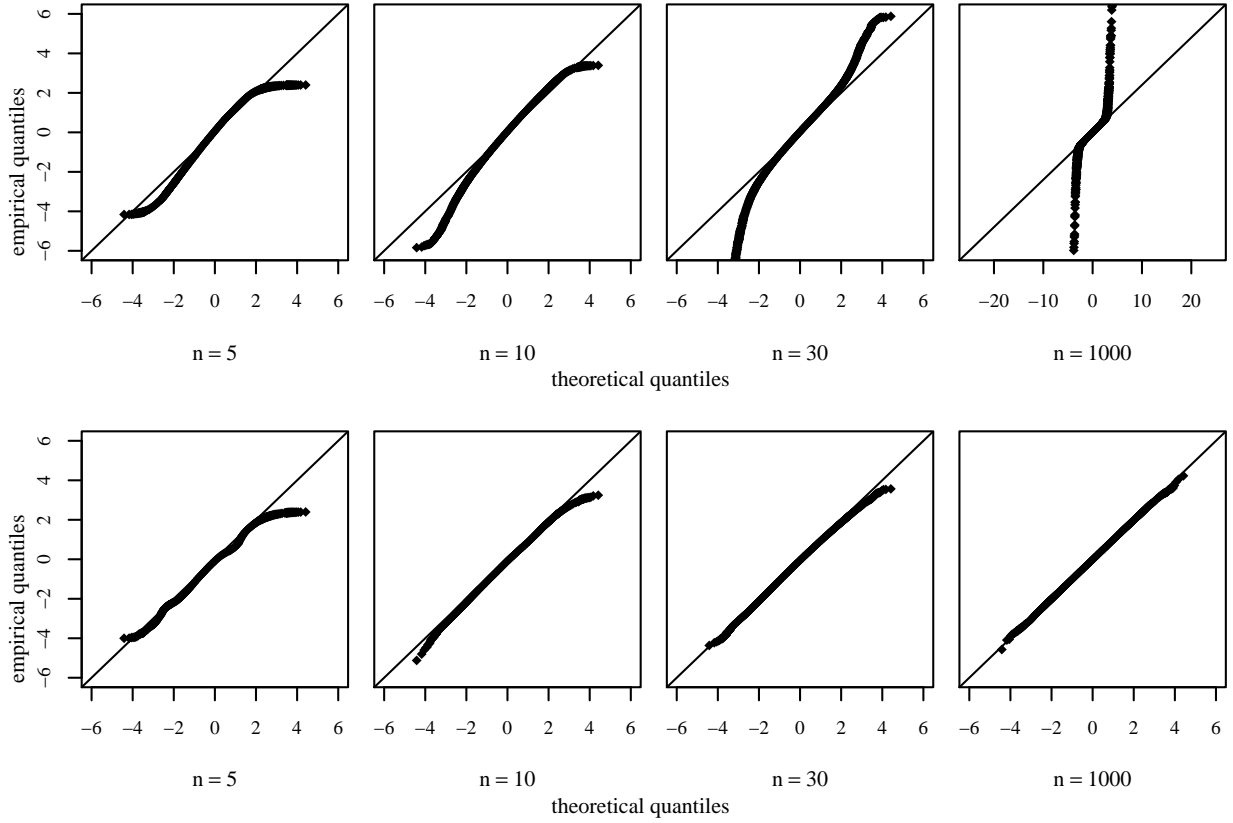 empirical quantiles
6
4
2
0
−2
−4
−6
−6 −4 −2 0 2 4 6
n = 5
−6 −4 −2 0 2 4 6
n = 10
−6 −4 −2 0 2 4 6
n = 30
−20 −10 0 10 20
n = 1000
theoretical quantiles
empirical quantiles
6
4
2
0
−2
−4
−6
−6 −4 −2 0 2 4 6
n = 5
−6 −4 −2 0 2 4 6
n = 10
−6 −4 −2 0 2 4 6
n = 30
−6 −4 −2 0 2 4 6
n = 1000
theoretical quantiles